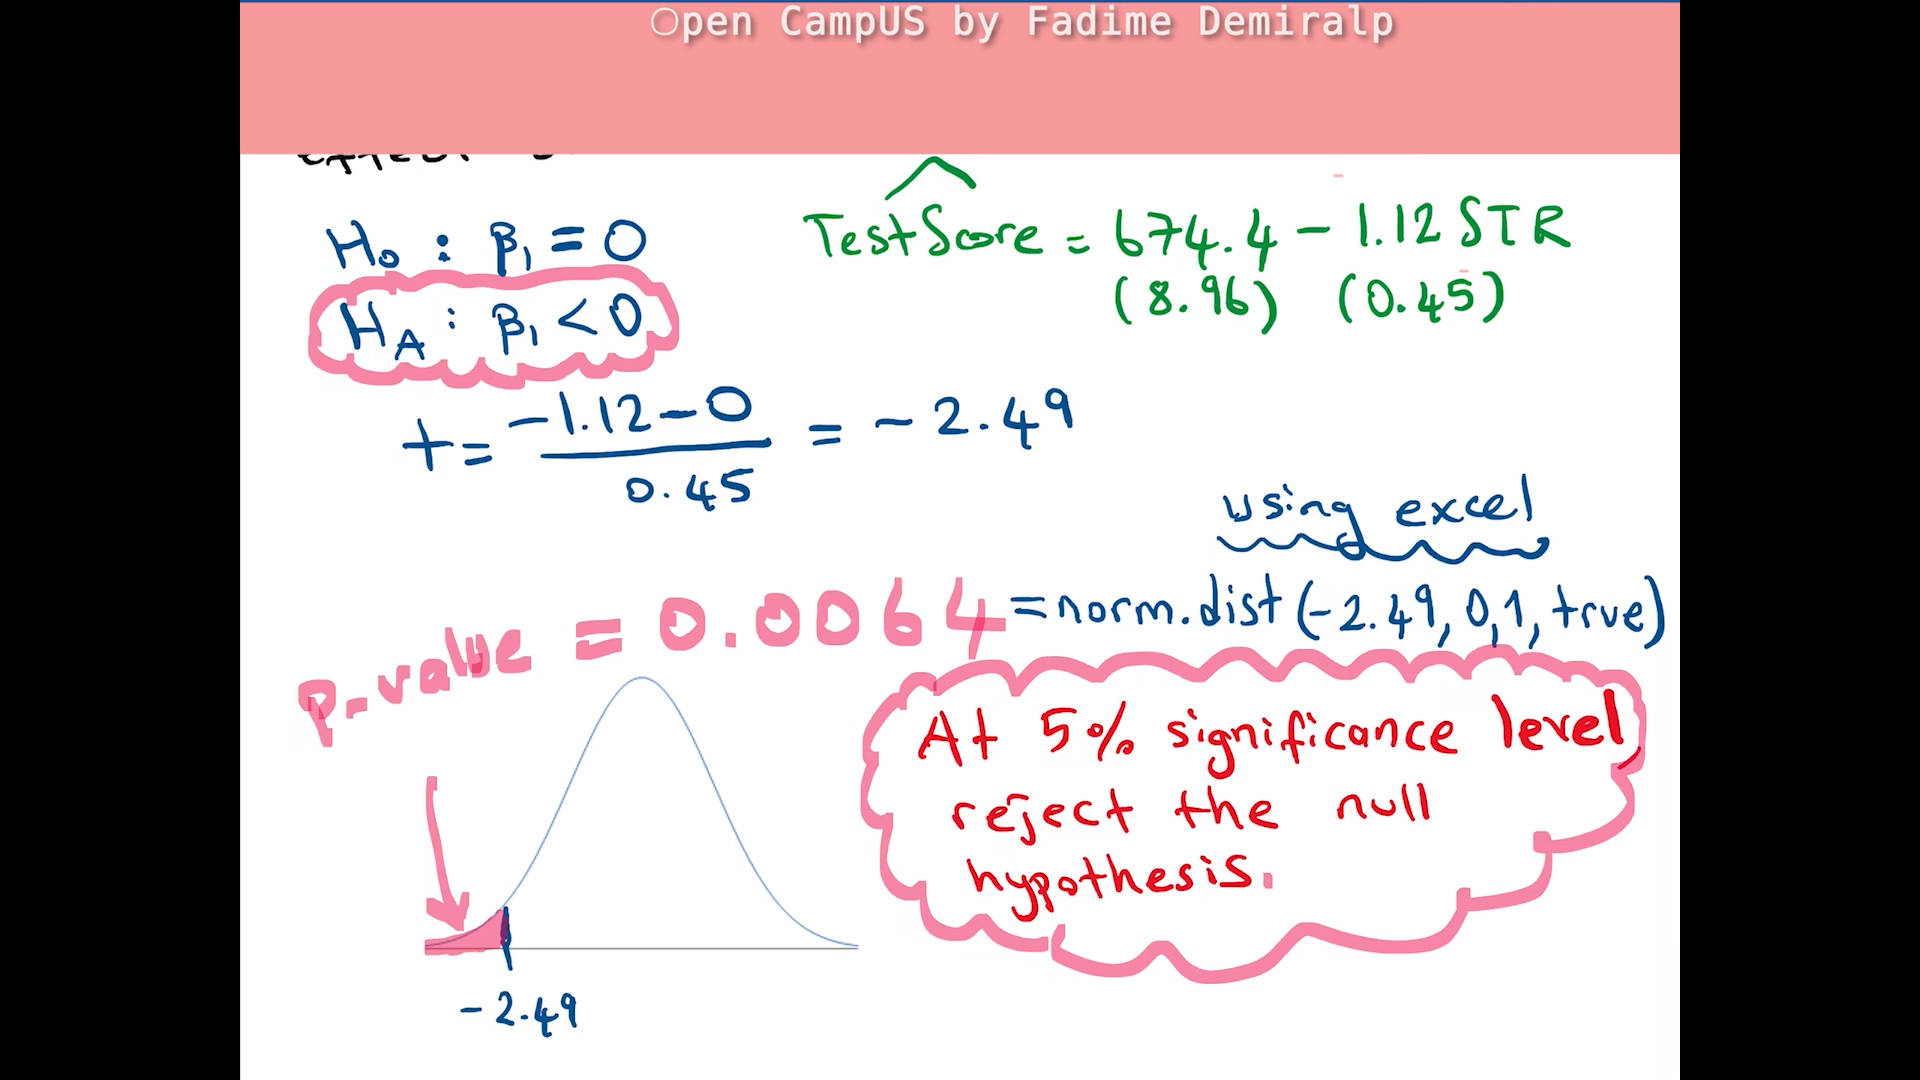 Open CampUS by Fadime Demiralp
H₀ : β₁ = 0
H_A : β₁ < 0
TestScore = 674.4 - 1.12 STR
(8.96) (0.45)
t = (-1.12 - 0) / 0.45 = -2.49
using excel
p-value = 0.0064 = norm.dist (-2.49, 0, 1, true)
At 5% significance level,
reject the null
hypothesis.
-2.49